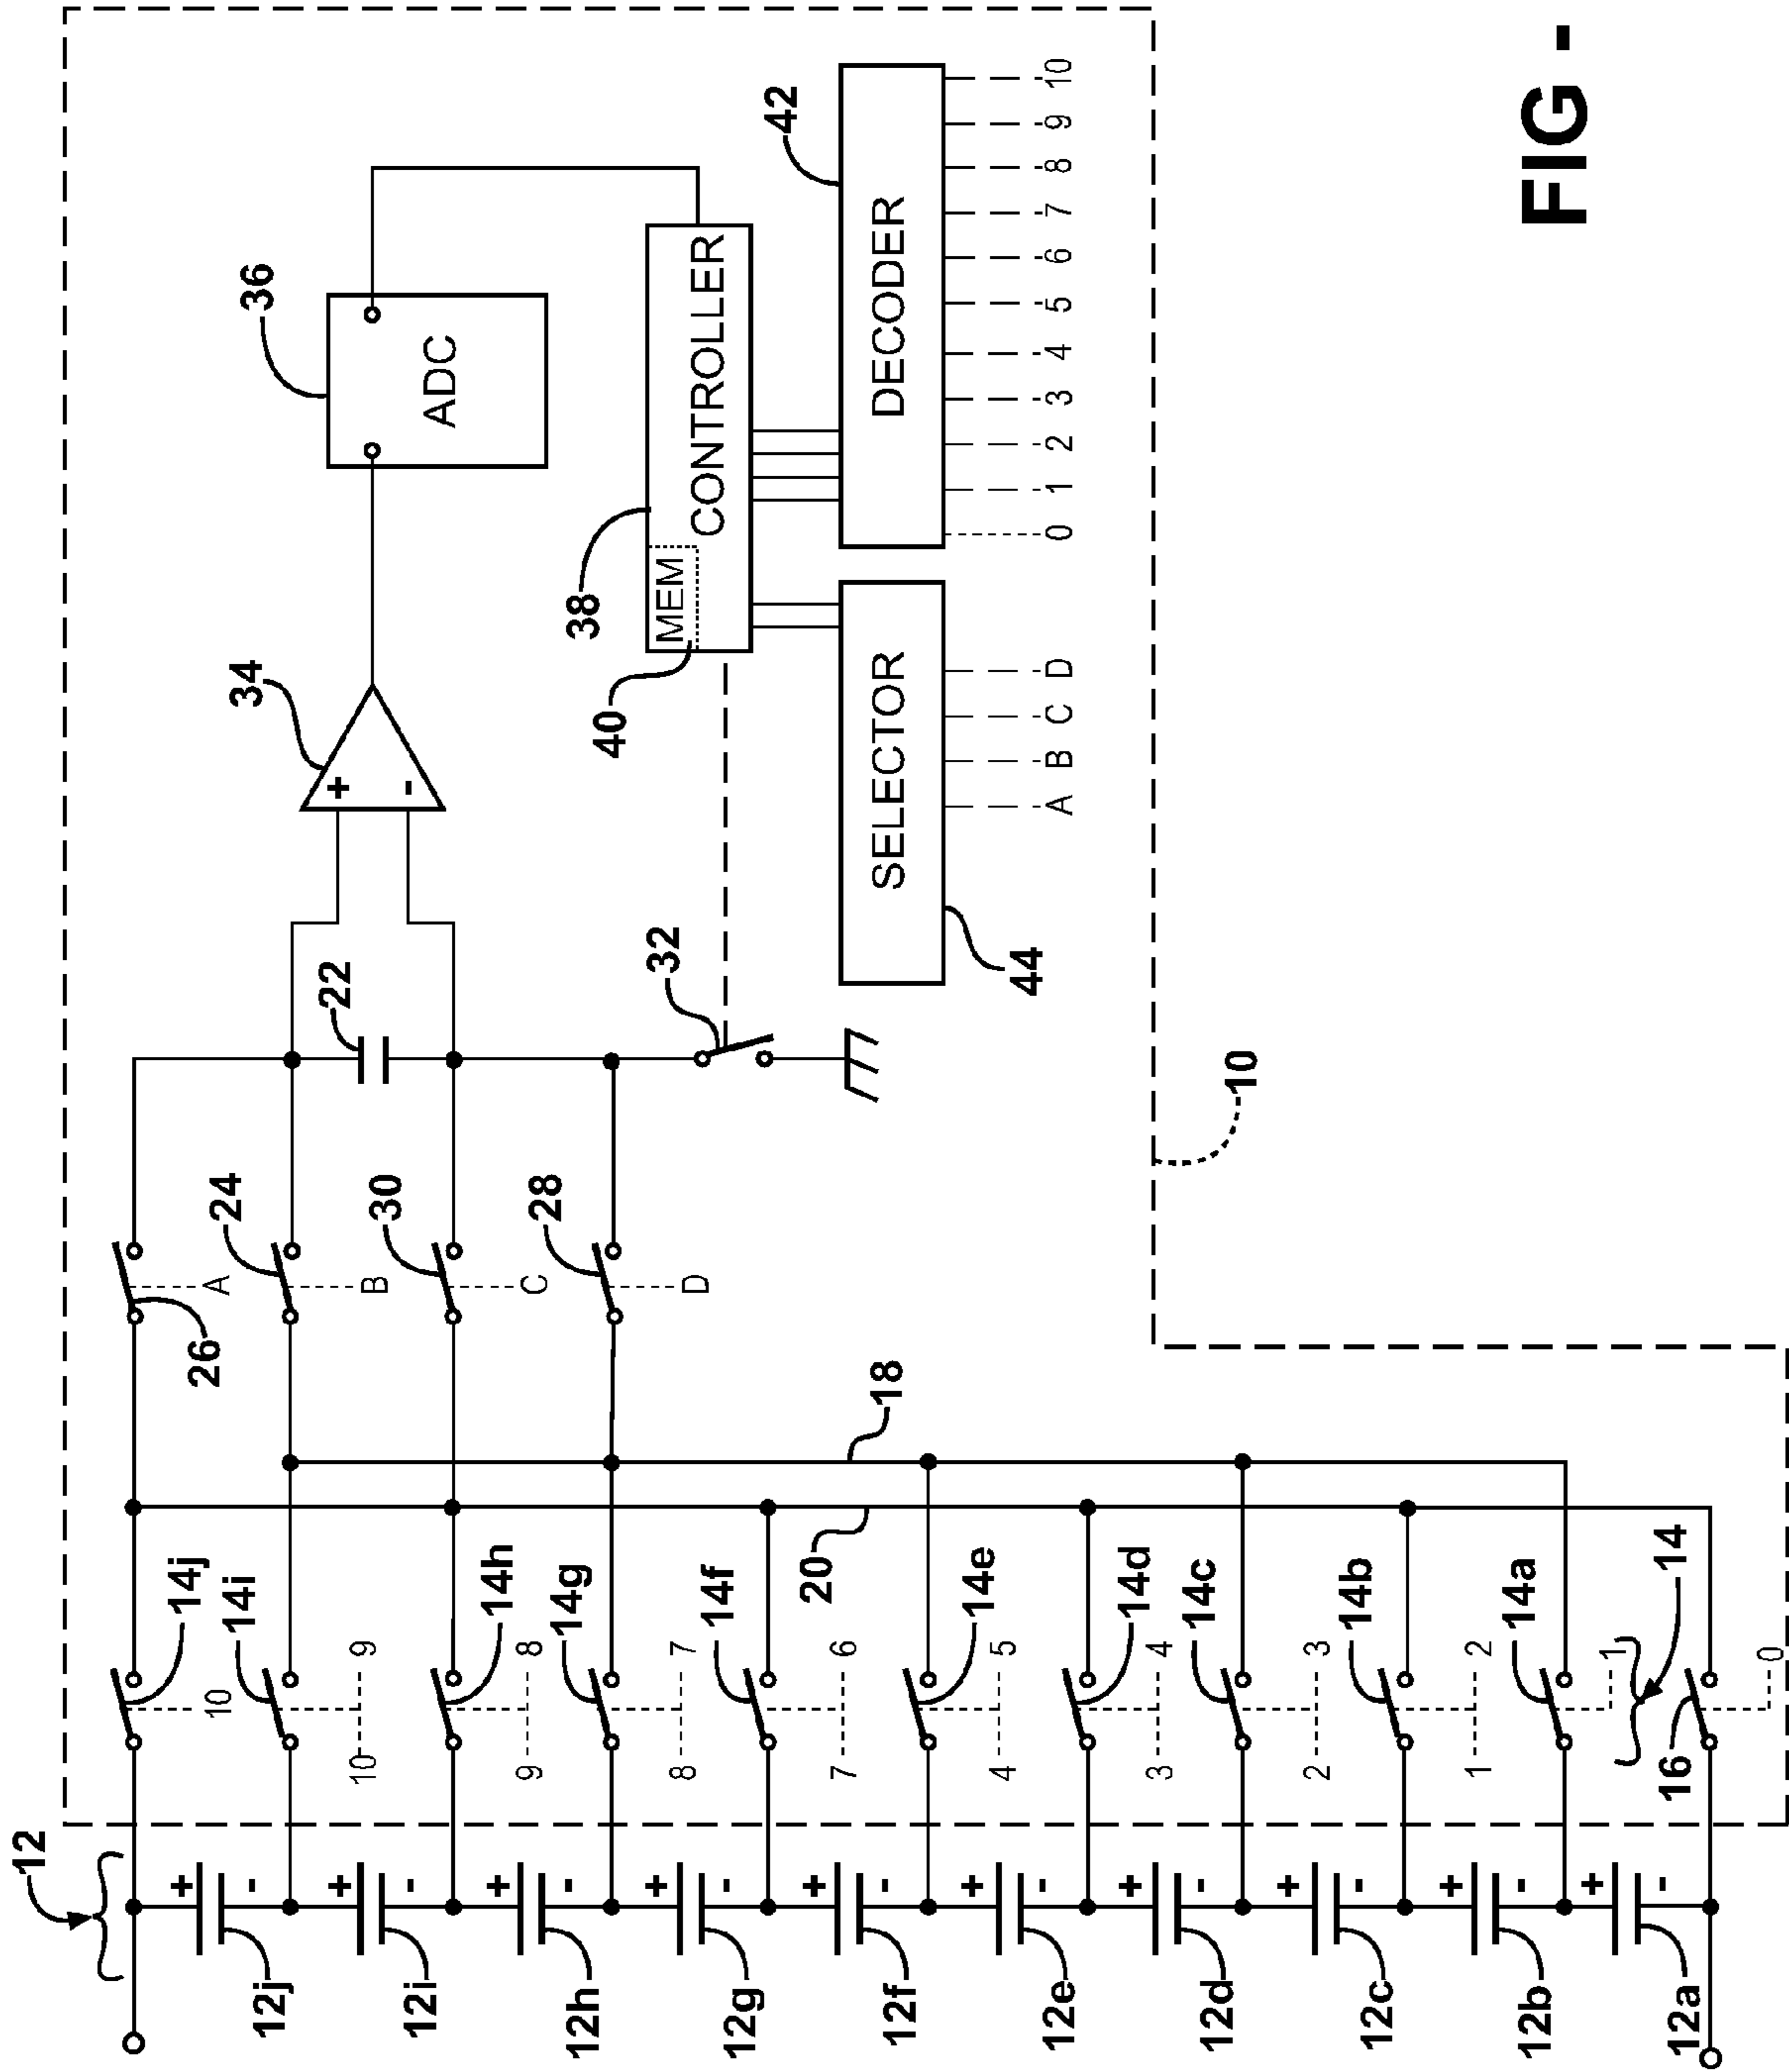 12
12j
12i
12h
12g
12f
12e
12d
12c
12b
12a
+ -
+ -
+ -
+ -
+ -
+ -
+ -
+ -
+ -
+ -
14j
14i
14h
14g
14f
14e
14d
14c
14b
14a
14
16
10
10 9
9 8
8 7
7 6
4 5
3 4
2 3
1 2
1
0
20
18
26
24
30
28
A
B
C
D
10
22
32
34
+
-
36
ADC
38
40
MEM
CONTROLLER
44
SELECTOR
A B C D
42
DECODER
0 1 2 3 4 5 6 7 8 9 10
FIG -